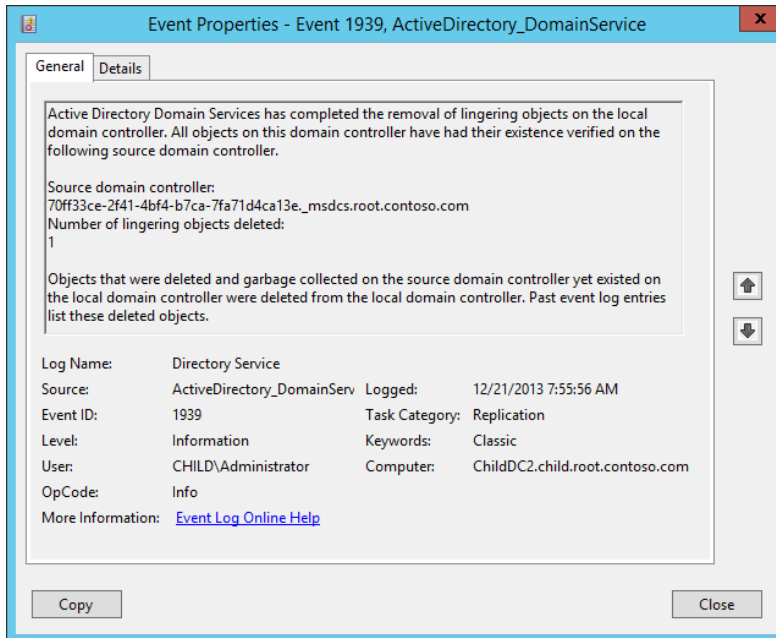 Event Properties - Event 1939, ActiveDirectory_DomainService
x
General Details
Active Directory Domain Services has completed the removal of lingering objects on the local
domain controller. All objects on this domain controller have had their existence verified on the
following source domain controller.
Source domain controller:
70ff33ce-2f41-4bf4-b7ca-7fa71d4ca13e._msdcs.root.contoso.com
Number of lingering objects deleted:
1
Objects that were deleted and garbage collected on the source domain controller yet existed on
the local domain controller were deleted from the local domain controller. Past event log entries
list these deleted objects.
Log Name: Directory Service
Source: ActiveDirectory_DomainServ Logged: 12/21/2013 7:55:56 AM
Event ID: 1939 Task Category: Replication
Level: Information Keywords: Classic
User: CHILD\Administrator Computer: ChildDC2.child.root.contoso.com
OpCode: Info
More Information: Event Log Online Help
Copy Close